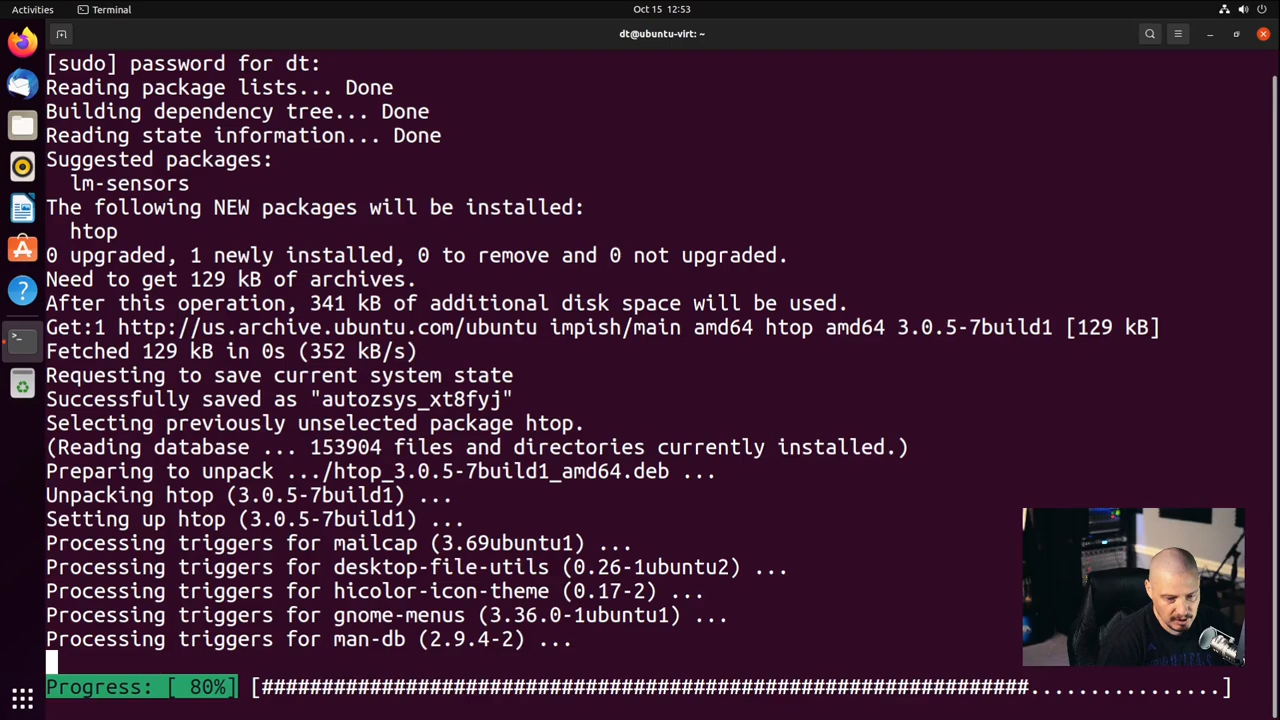 Activities
Terminal
Oct 15 12:53
dt@ubuntu-virt: ~
[sudo] password for dt:
Reading package lists... Done
Building dependency tree... Done
Reading state information... Done
Suggested packages:
  lm-sensors
The following NEW packages will be installed:
  htop
0 upgraded, 1 newly installed, 0 to remove and 0 not upgraded.
Need to get 129 kB of archives.
After this operation, 341 kB of additional disk space will be used.
Get:1 http://us.archive.ubuntu.com/ubuntu impish/main amd64 htop amd64 3.0.5-7build1 [129 kB]
Fetched 129 kB in 0s (352 kB/s)
Requesting to save current system state
Successfully saved as "autozsys_xt8fyj"
Selecting previously unselected package htop.
(Reading database ... 153904 files and directories currently installed.)
Preparing to unpack .../htop_3.0.5-7build1_amd64.deb ...
Unpacking htop (3.0.5-7build1) ...
Setting up htop (3.0.5-7build1) ...
Processing triggers for mailcap (3.69ubuntu1) ...
Processing triggers for desktop-file-utils (0.26-1ubuntu2) ...
Processing triggers for hicolor-icon-theme (0.17-2) ...
Processing triggers for gnome-menus (3.36.0-1ubuntu1) ...
Processing triggers for man-db (2.9.4-2) ...
Progress: [ 80%] [################################################################................]